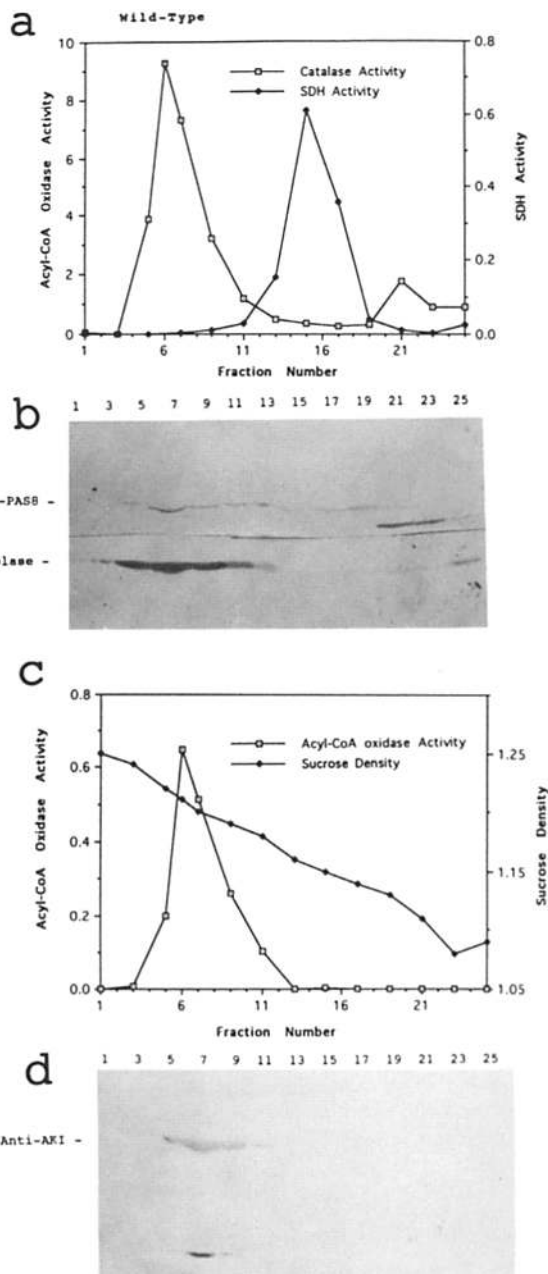 a
Wild-Type
Catalase Activity
SDH Activity
Acyl-CoA Oxidase Activity
SDH Activity
10
8
6
4
2
0
0.8
0.6
0.4
0.2
0.0
1 6 11 16 21
Fraction Number
b
1 3 5 7 9 11 13 15 17 19 21 23 25
-PAS8 -
lase -
c
Acyl-CoA oxidase Activity
Sucrose Density
Acyl-CoA Oxidase Activity
Sucrose Density
0.8
0.6
0.4
0.2
0.0
1.25
1.15
1.05
1 6 11 16 21
Fraction Number
d
1 3 5 7 9 11 13 15 17 19 21 23 25
Anti-AKI -